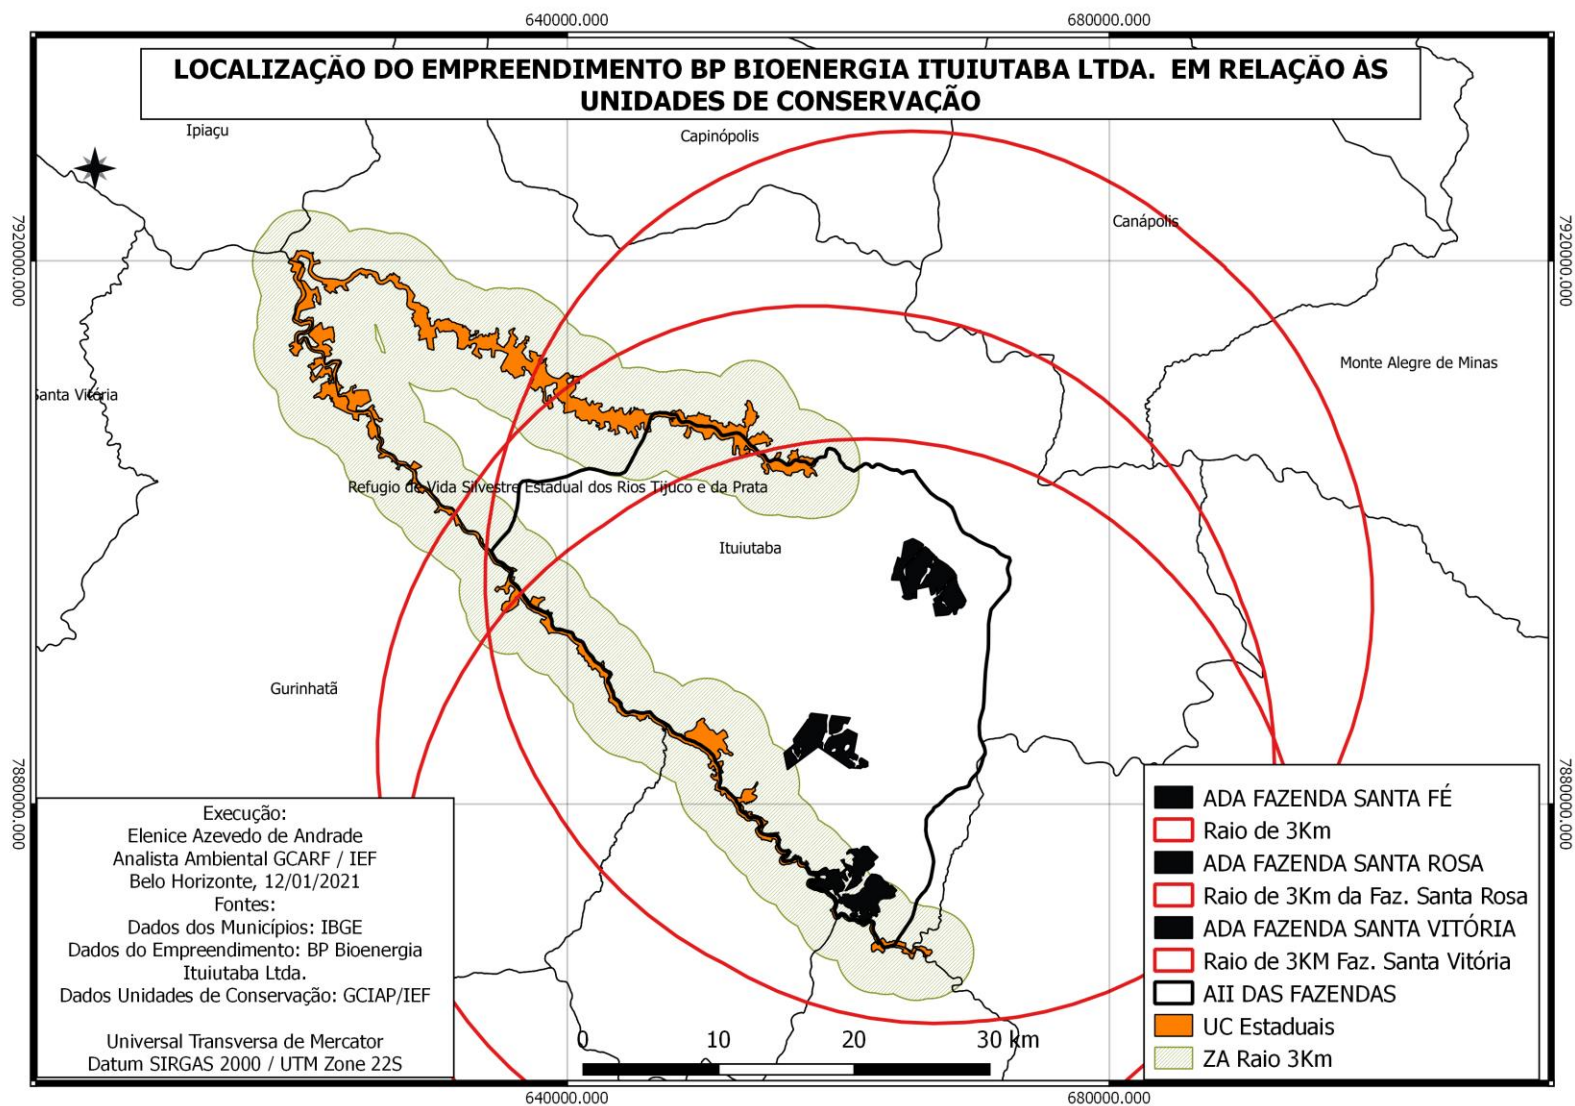 640000.000
680000.000
LOCALIZAÇÃO DO EMPREENDIMENTO BP BIOENERGIA ITUIUTABA LTDA. EM RELAÇÃO ÀS
UNIDADES DE CONSERVAÇÃO
Ipiaçu
Capinópolis
Canápolis
7920000.000
7920000.000
Monte Alegre de Minas
Santa Vitória
Refugio de Vida Silvestre Estadual dos Rios Tijuco e da Prata
Ituiutaba
Gurinhatã
7880000.000
7880000.000
Execução:
Elenice Azevedo de Andrade
Analista Ambiental GCARF / IEF
Belo Horizonte, 12/01/2021
Fontes:
Dados dos Municípios: IBGE
Dados do Empreendimento: BP Bioenergia
Ituiutaba Ltda.
Dados Unidades de Conservação: GCIAP/IEF
Universal Transversa de Mercator
Datum SIRGAS 2000 / UTM Zone 22S
0 10 20 30 km
ADA FAZENDA SANTA FÉ
Raio de 3Km
ADA FAZENDA SANTA ROSA
Raio de 3Km da Faz. Santa Rosa
ADA FAZENDA SANTA VITÓRIA
Raio de 3KM Faz. Santa Vitória
AII DAS FAZENDAS
UC Estaduais
ZA Raio 3Km
640000.000
680000.000